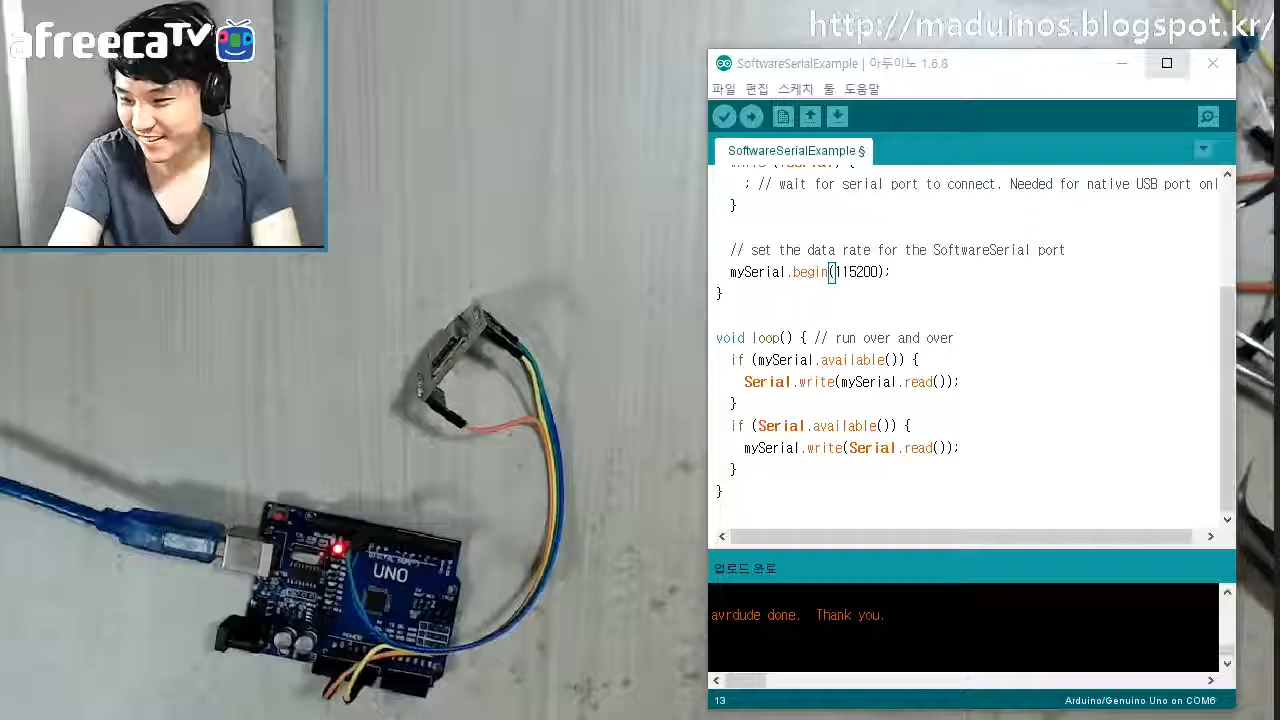 afreecaTV
http://maduinos.blogspot.kr/
SoftwareSerialExample | 아두이노 1.6.8
파일 편집 스케치 툴 도움말
SoftwareSerialExample §
; // wait for serial port to connect. Needed for native USB port onl
}
// set the data rate for the SoftwareSerial port
mySerial.begin(115200);
}
void loop() { // run over and over
if (mySerial.available()) {
Serial.write(mySerial.read());
}
if (Serial.available()) {
mySerial.write(Serial.read());
}
}
업로드 완료
avrdude done.  Thank you.
13
Arduino/Genuino Uno on COM6
UNO